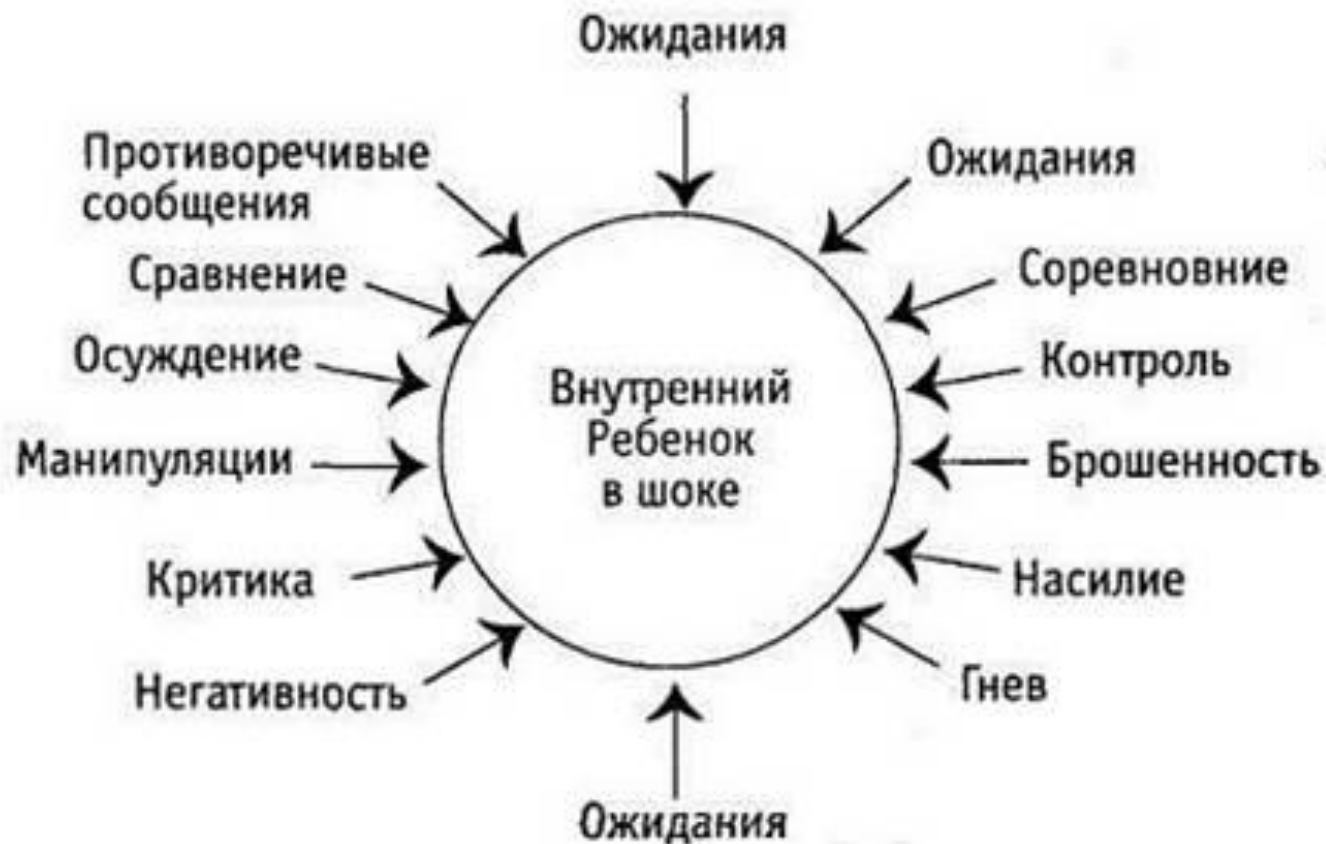 Ожидания
Противоречивые
сообщения
Ожидания
Сравнение
Соревновние
Осуждение
Контроль
Внутренний
Ребенок
в шоке
Манипуляции
Брошенность
Критика
Насилие
Негативность
Гнев
Ожидания